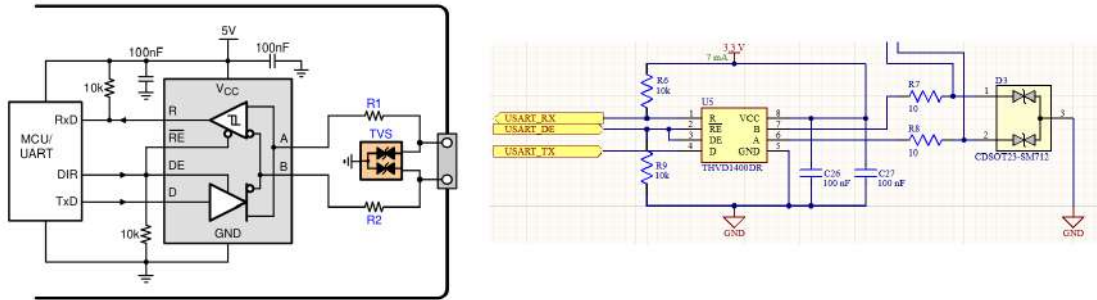 5V
100nF
100nF
10k
VCC
R
RxD
RE
A
R1
TVS
MCU/
UART
DE
B
DIR
D
TxD
R2
10k
GND
3.3 V
7 mA
R6
10k
U5
USART_RX
USART_DE
USART_TX
1
2
3
4
R
RE
DE
D
VCC
B
A
GND
8
7
6
5
THVD1400DR
R9
10k
C26
100 nF
C27
100 nF
R7
10
R8
10
D3
1
2
3
CDSOT23-SM712
GND
GND